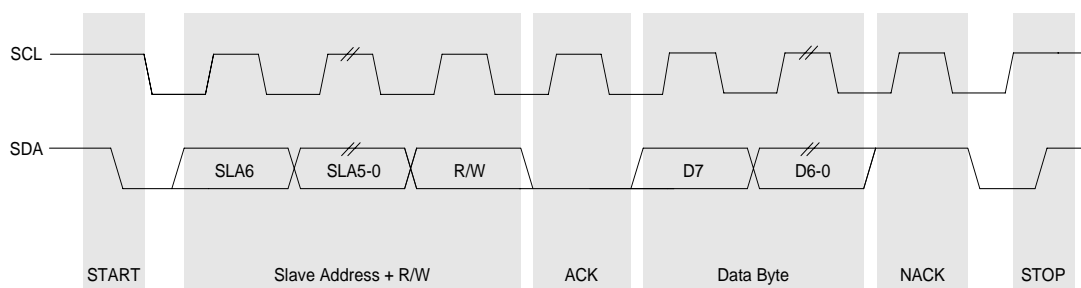 SCL
SDA
SLA6
SLA5-0
R/W
D7
D6-0
START
Slave Address + R/W
ACK
Data Byte
NACK
STOP